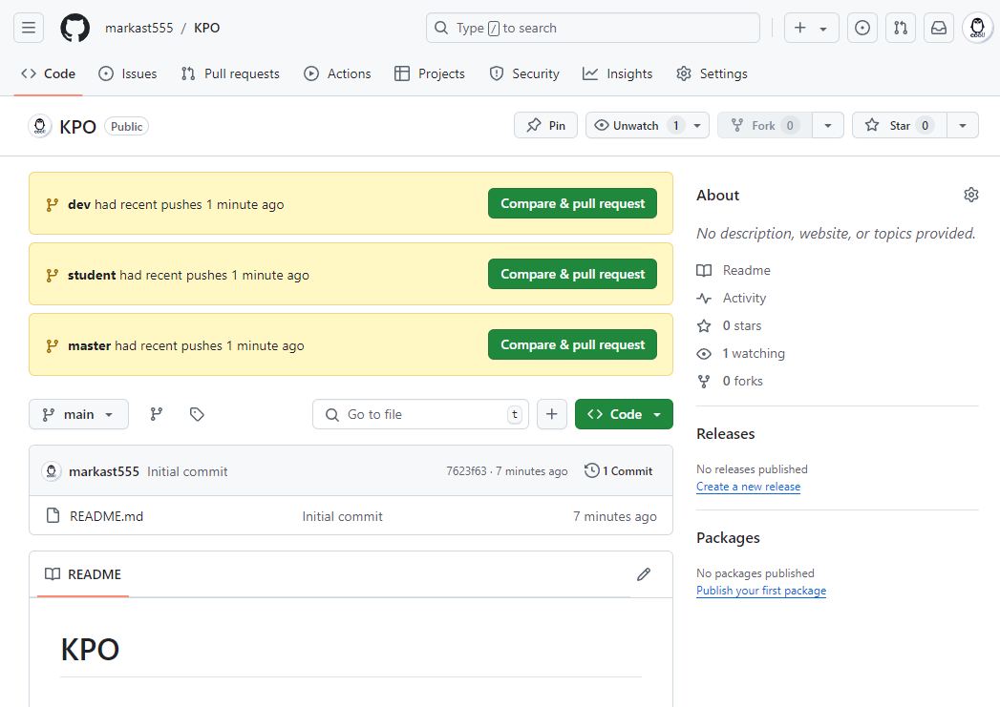 markast555 / KPO
Type / to search
Code
Issues
Pull requests
Actions
Projects
Security
Insights
Settings
KPO Public
Pin
Unwatch 1
Fork 0
Star 0
dev had recent pushes 1 minute ago
Compare & pull request
student had recent pushes 1 minute ago
Compare & pull request
master had recent pushes 1 minute ago
Compare & pull request
main
Go to file t
Code
markast555 Initial commit
7623f63 · 7 minutes ago
1 Commit
README.md
Initial commit
7 minutes ago
README
KPO
About
No description, website, or topics provided.
Readme
Activity
0 stars
1 watching
0 forks
Releases
No releases published
Create a new release
Packages
No packages published
Publish your first package